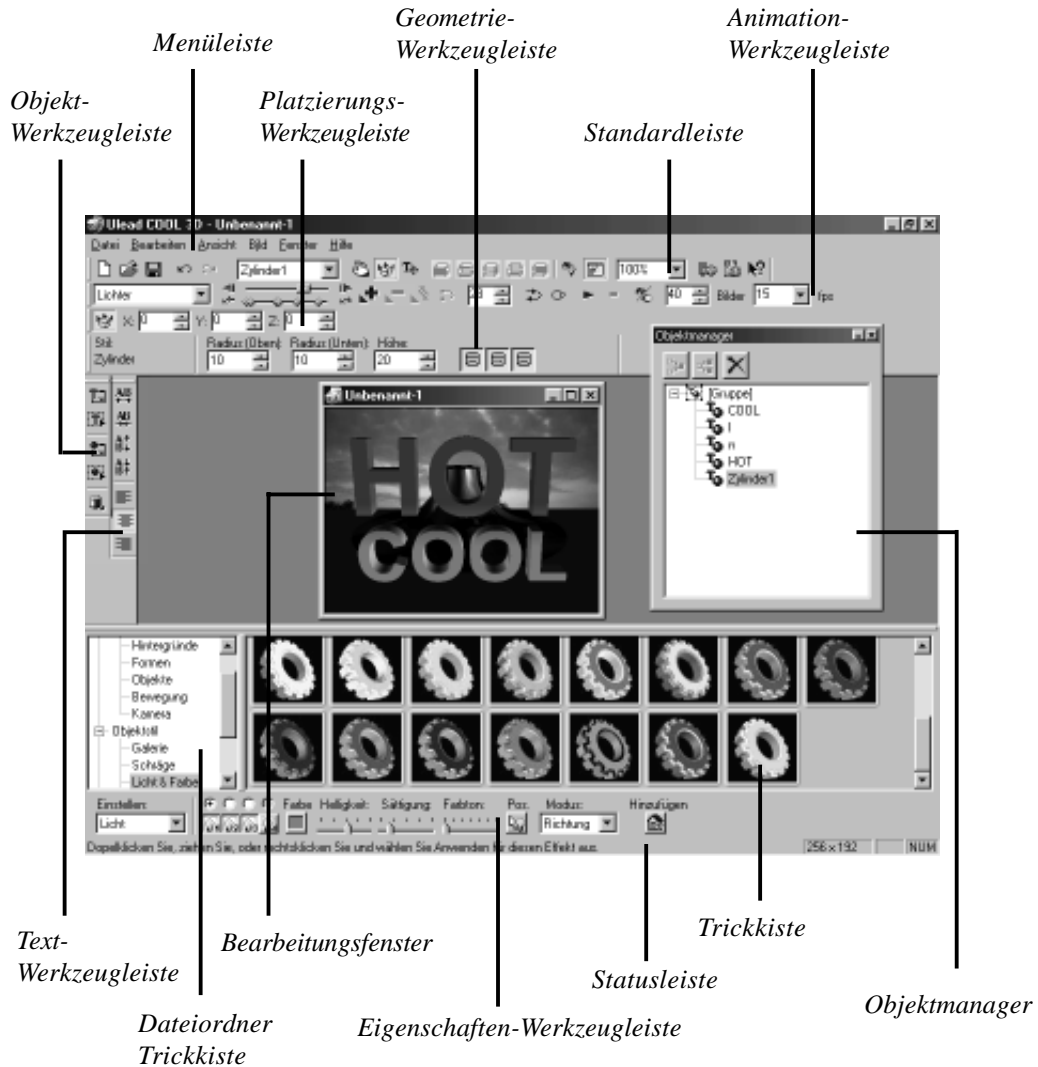 Geometrie-
Werkzeugleiste
Animation-
Werkzeugleiste
Menüleiste
Objekt-
Werkzeugleiste
Platzierungs-
Werkzeugleiste
Standardleiste
Ulead COOL 3D - Unbenannt-1
Datei Bearbeiten Ansicht Bild Fenster Hilfe
Zylinder1 100%
Lichter 40 Bilder 15 fps
X: 0 Y: 0 Z: 0
Stil: Radius (Oben): Radius (Unten): Höhe:
Zylinder 10 10 20
Objektmanager
[Gruppe]
COOL
I
n
HOT
Zylinder1
Unbenannt-1
HOT
COOL
Hintergründe
Formen
Objekte
Bewegung
Kamera
Objektstil
Galerie
Schräge
Licht & Farbe
Einstellen: Farbe Helligkeit: Sättigung: Farbton: Pos. Modus: Hinzufügen
Licht Richtung
Doppelklicken Sie, ziehen Sie, oder rechtsklicken Sie und wählen Sie Anwenden für diesen Effekt aus.
256 x 192 NUM
Text-
Werkzeugleiste
Bearbeitungsfenster
Trickkiste
Statusleiste
Objektmanager
Dateiordner
Trickkiste
Eigenschaften-Werkzeugleiste